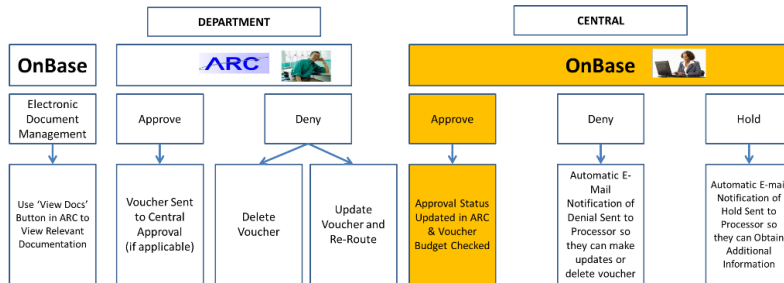 DEPARTMENT
CENTRAL
OnBase
ARC
OnBase
Electronic
Document
Management
Approve
Deny
Approve
Deny
Hold
Use ‘View Docs’
Button in ARC to
View Relevant
Documentation
Voucher Sent
to Central
Approval
(if applicable)
Delete
Voucher
Update
Voucher and
Re-Route
Approval Status
Updated in ARC
& Voucher
Budget Checked
Automatic E-
Mail
Notification of
Denial Sent to
Processor so
they can make
updates or
delete voucher
Automatic E-mail
Notification of
Hold Sent to
Processor so
they can Obtain
Additional
Information